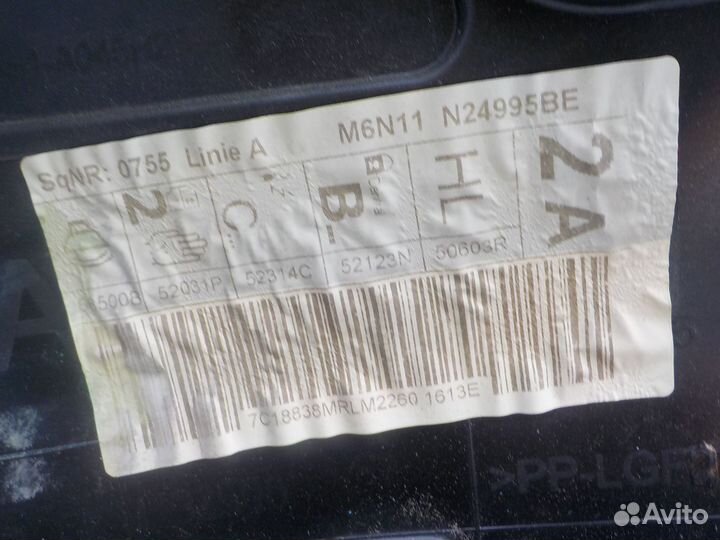 SqNR: 0755 Linie A
M6N11 N24995BE
2
C...
B-
HL
2A
52031P
52314C
52123N
50603R
7C18838MRLM2260 1613E
>PP-LGF
Avito